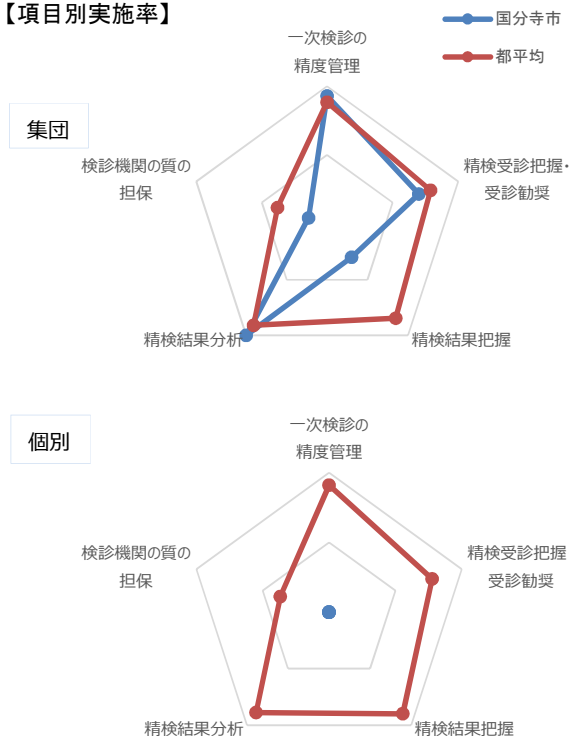 【項目別実施率】
国分寺市
都平均
集団
一次検診の
精度管理
精検受診把握・
受診勧奨
精検結果把握
精検結果分析
検診機関の質の
担保
個別
一次検診の
精度管理
精検受診把握
受診勧奨
精検結果把握
精検結果分析
検診機関の質の
担保